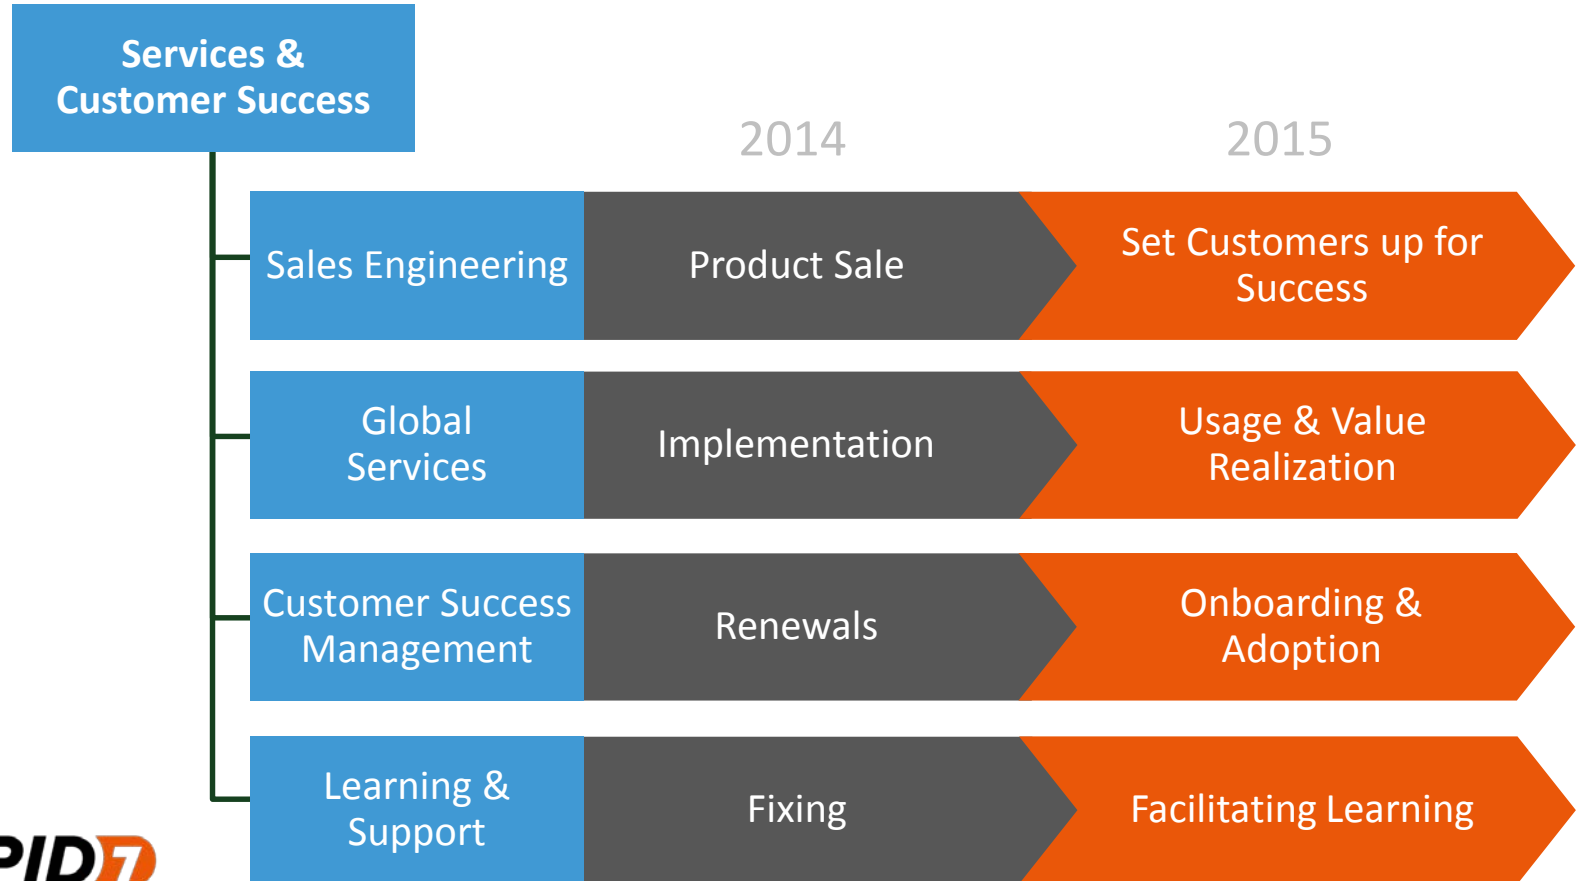 Services &
Customer Success
2014 2015
Sales Engineering
Product Sale
Set Customers up for
Success
Global
Services
Implementation
Usage & Value
Realization
Customer Success
Management
Renewals
Onboarding &
Adoption
Learning &
Support
Fixing
Facilitating Learning
PID7